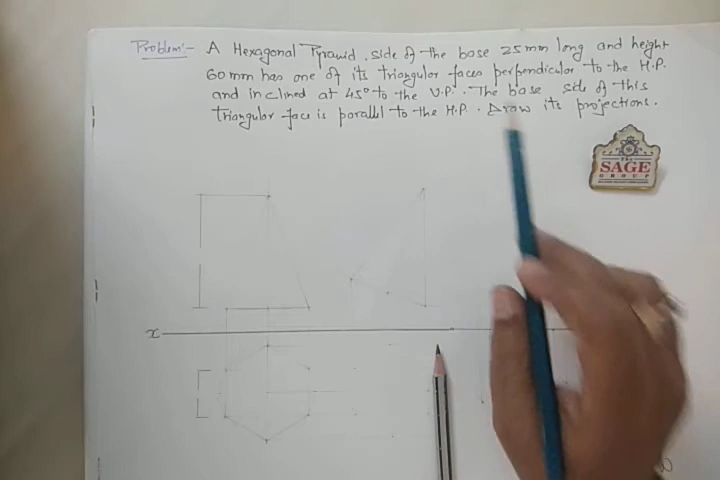 Problem:- A Hexagonal Pyramid, side of the base 25mm long and height
60mm has one of its triangular faces perpendicular to the H.P.
and inclined at 45° to the V.P. The base side of this
triangular face is parallel to the H.P. Draw its projections.
The
SAGE
GROUP
x